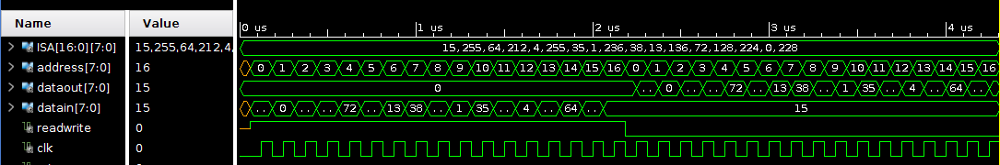 Name Value 0 us 1 us 2 us 3 us 4 us
ISA[16:0][7:0] 15,255,64,212,4, 15,255,64,212,4,255,35,1,236,38,13,136,72,128,224,0,228
address[7:0] 16 0 1 2 3 4 5 6 7 8 9 10 11 12 13 14 15 16 0 1 2 3 4 5 6 7 8 9 10 11 12 13 14 15 16
dataout[7:0] 15 0 .. 0 .. .. 72 .. 13 38 .. 1 35 .. 4 .. 64 .. ..
datain[7:0] 15 .. 0 .. .. 72 .. 13 38 .. 1 35 .. 4 .. 64 .. 15
readwrite 0
clk 0